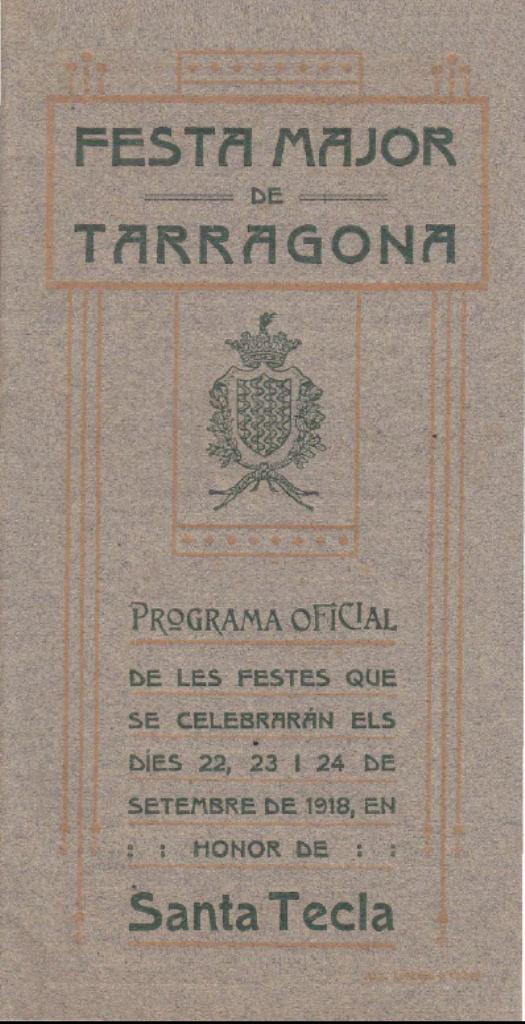 FESTA MAJOR
DE
TARRAGONA
PROGRAMA OFICIAL
DE LES FESTES QUE
SE CELEBRARÁN ELS
DÍES 22, 23 I 24 DE
SETEMBRE DE 1918, EN
: : HONOR DE : :
Santa Tecla